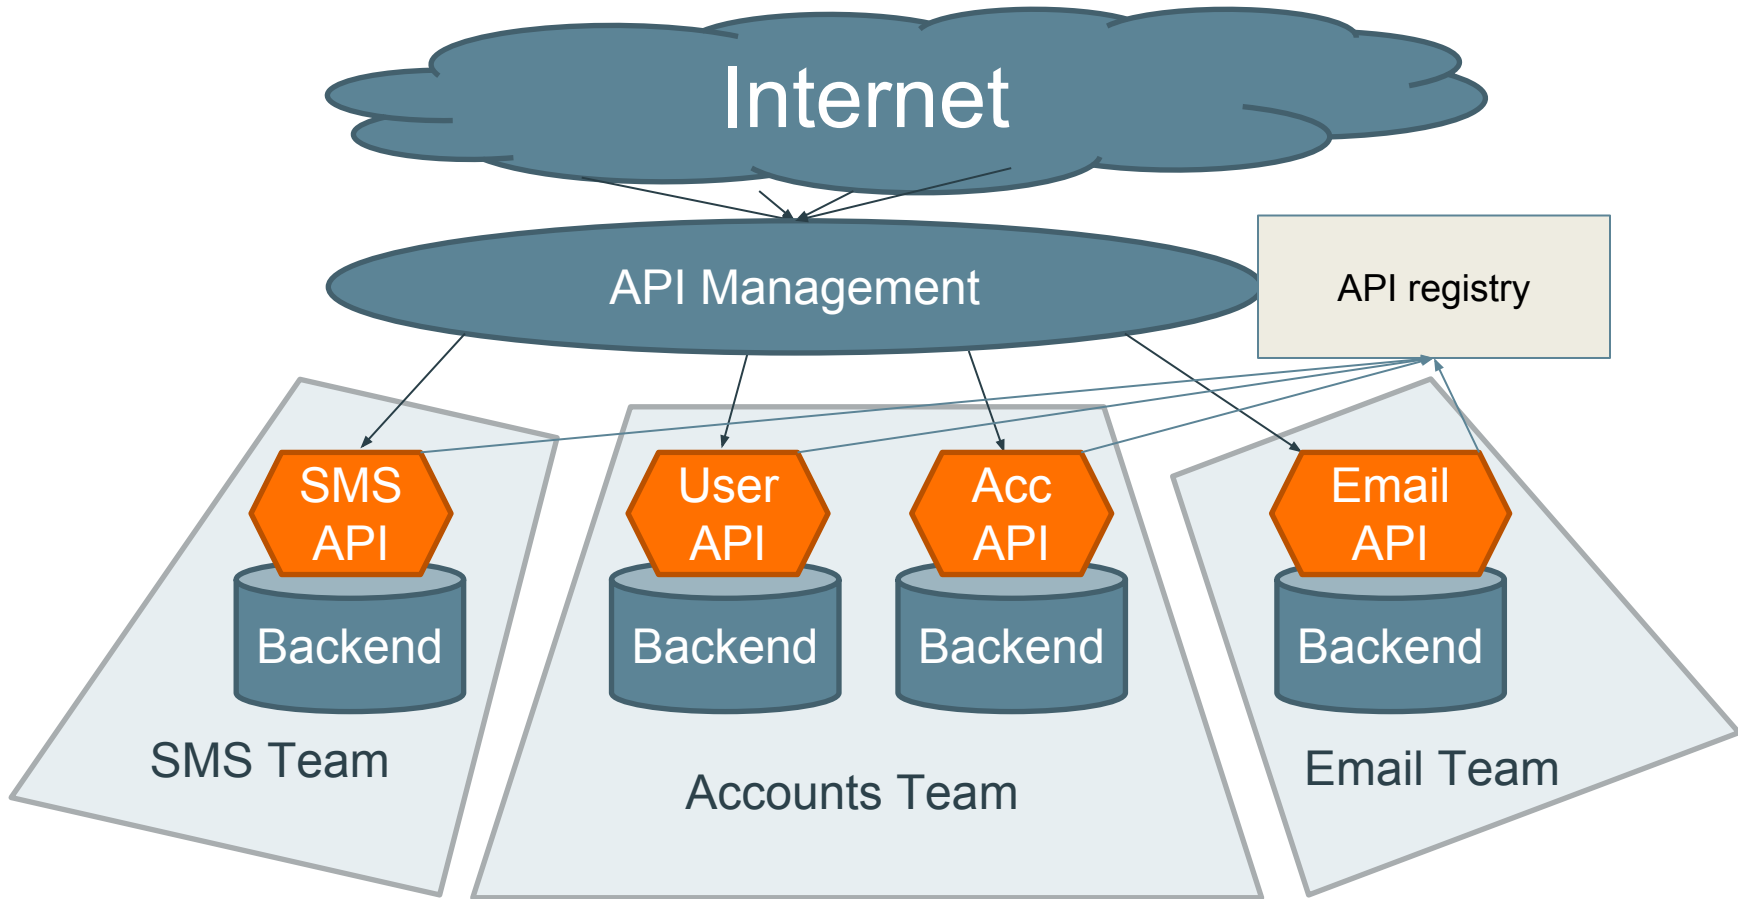 Internet
API Management
API registry
SMS
API
User
API
Acc
API
Email
API
Backend
Backend
Backend
Backend
SMS Team
Accounts Team
Email Team